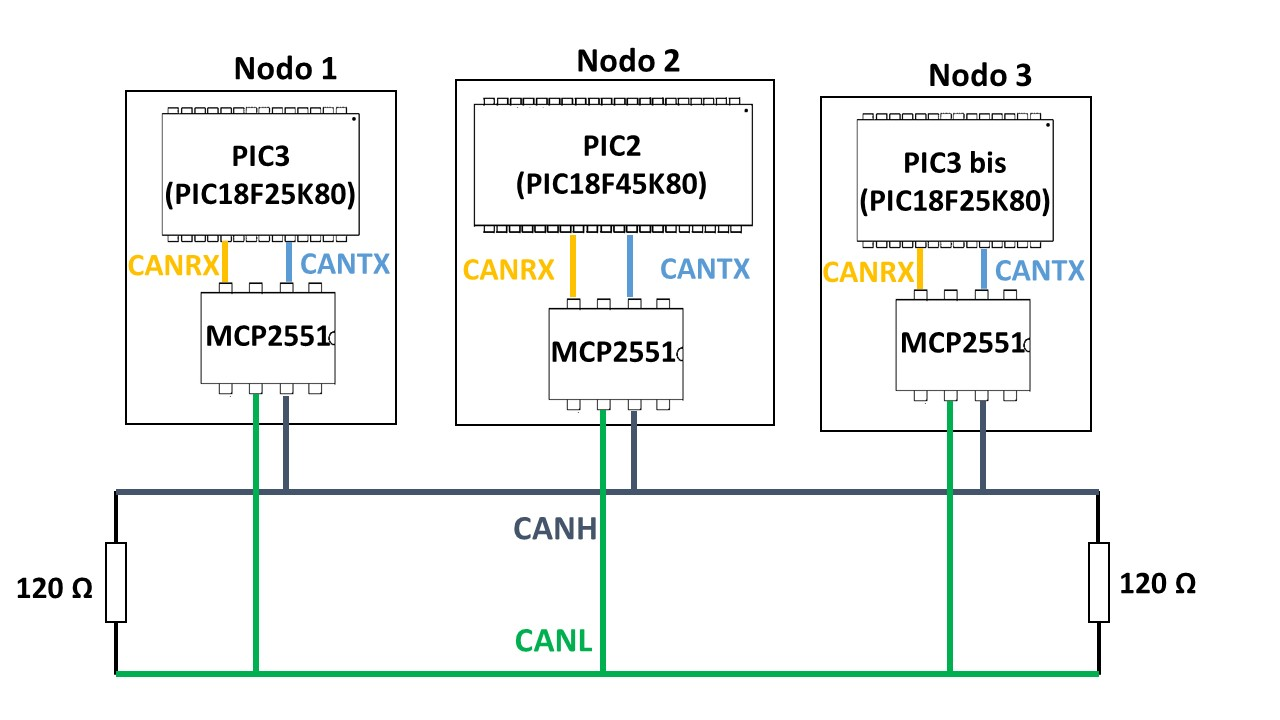 Nodo 1
PIC3
(PIC18F25K80)
CANRX
CANTX
MCP2551
Nodo 2
PIC2
(PIC18F45K80)
CANRX
CANTX
MCP2551
Nodo 3
PIC3 bis
(PIC18F25K80)
CANRX
CANTX
MCP2551
CANH
120 Ω
120 Ω
CANL